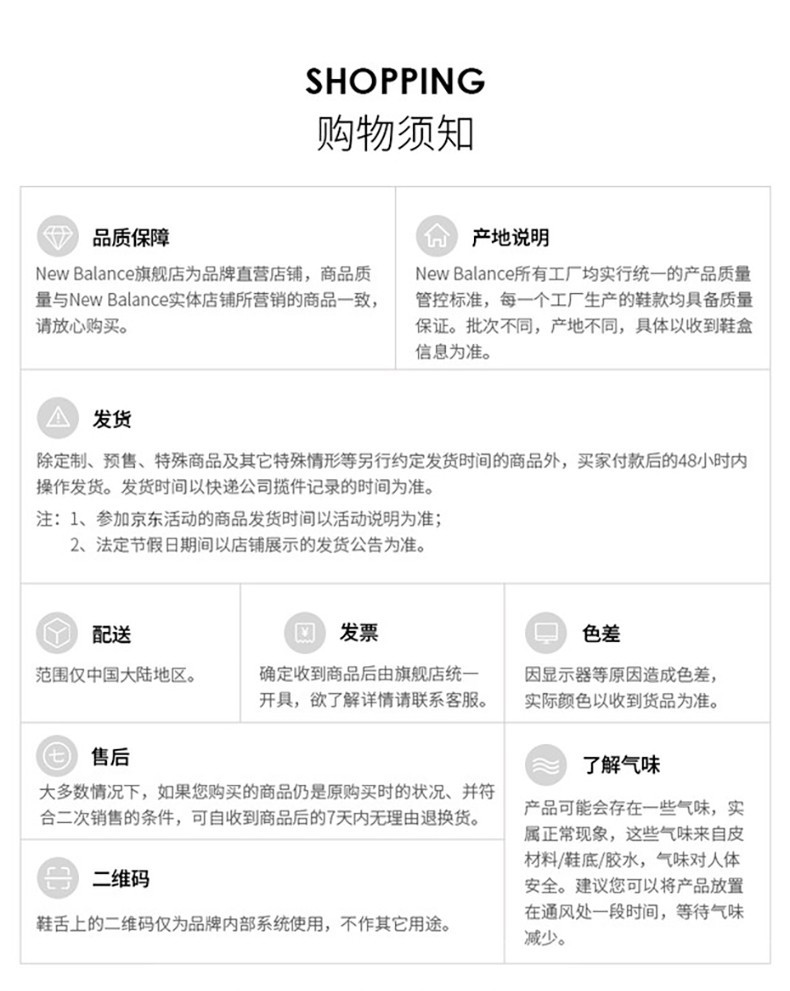 SHOPPING
购物须知
品质保障
New Balance旗舰店为品牌直营店铺，商品质
量与New Balance实体店铺所营销的商品一致，
请放心购买。
产地说明
New Balance所有工厂均实行统一的产品质量
管控标准，每一个工厂生产的鞋款均具备质量
保证。批次不同，产地不同，具体以收到鞋盒
信息为准。
发货
除定制、预售、特殊商品及其它特殊情形等另行约定发货时间的商品外，买家付款后的48小时内
操作发货。发货时间以快递公司揽件记录的时间为准。
注：1、参加京东活动的商品发货时间以活动说明为准；
2、法定节假日期间以店铺展示的发货公告为准。
配送
范围仅中国大陆地区。
¥
发票
确定收到商品后由旗舰店统一
开具，欲了解详情请联系客服。
色差
因显示器等原因造成色差，
实际颜色以收到货品为准。
七
售后
大多数情况下，如果您购买的商品仍是原购买时的状况、并符
合二次销售的条件，可自收到商品后的7天内无理由退换货。
二维码
鞋舌上的二维码仅为品牌内部系统使用，不作其它用途。
了解气味
产品可能会存在一些气味，实
属正常现象，这些气味来自皮
材料/鞋底/胶水，气味对人体
安全。建议您可以将产品放置
在通风处一段时间，等待气味
减少。